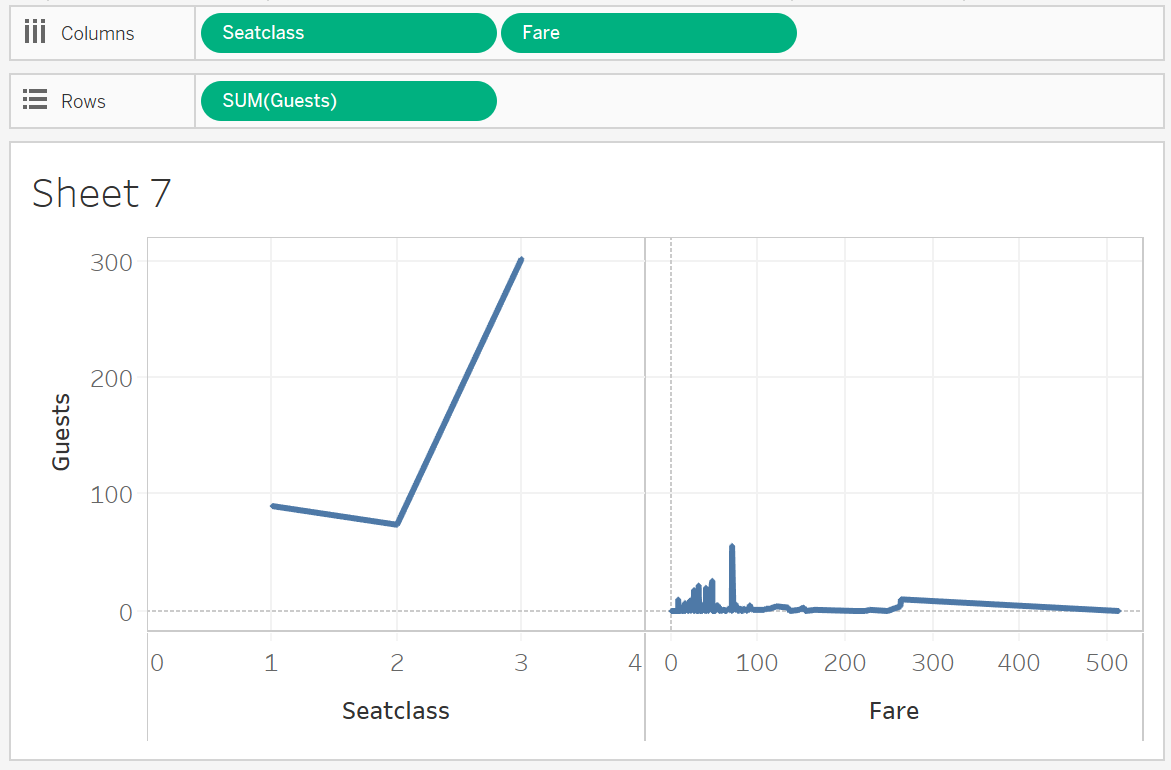 Columns Seatclass Fare
Rows SUM(Guests)
Sheet 7
300
200
100
0
Guests
0 1 2 3 4 0 100 200 300 400 500
Seatclass Fare